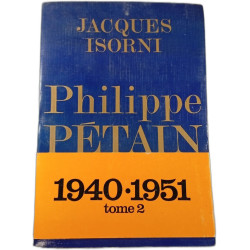 JACQUES
ISORNI
Philippe
PÉTAIN
1940·1951
tome 2